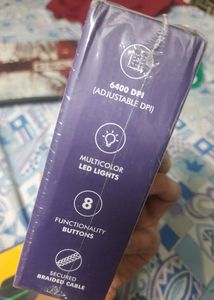 6400 DPI
(ADJUSTABLE DPI)
MULTICOLOR
LED LIGHTS
8
FUNCTIONALITY
BUTTONS
SECURED
BRAIDED CABLE